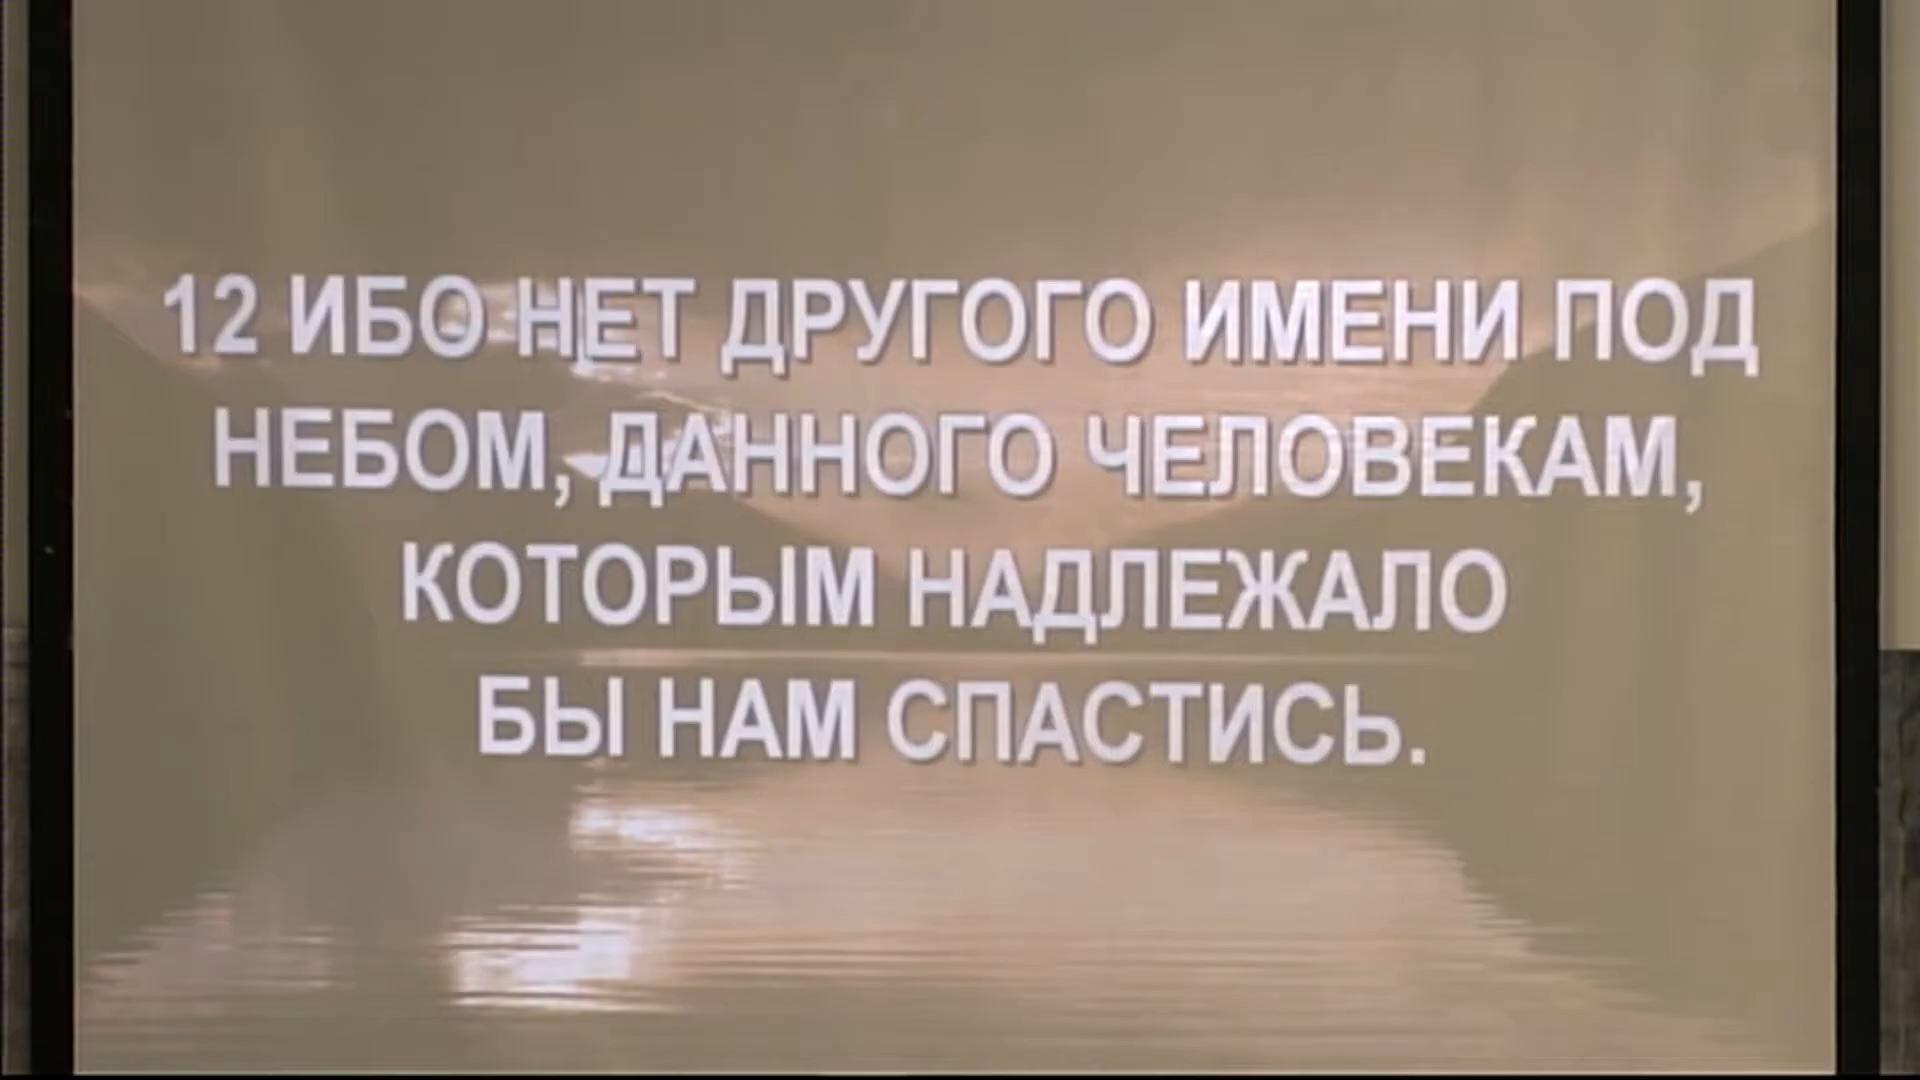 12 ИБО НЕТ ДРУГОГО ИМЕНИ ПОД
НЕБОМ, ДАННОГО ЧЕЛОВЕКАМ,
КОТОРЫМ НАДЛЕЖАЛО
БЫ НАМ СПАСТИСЬ.